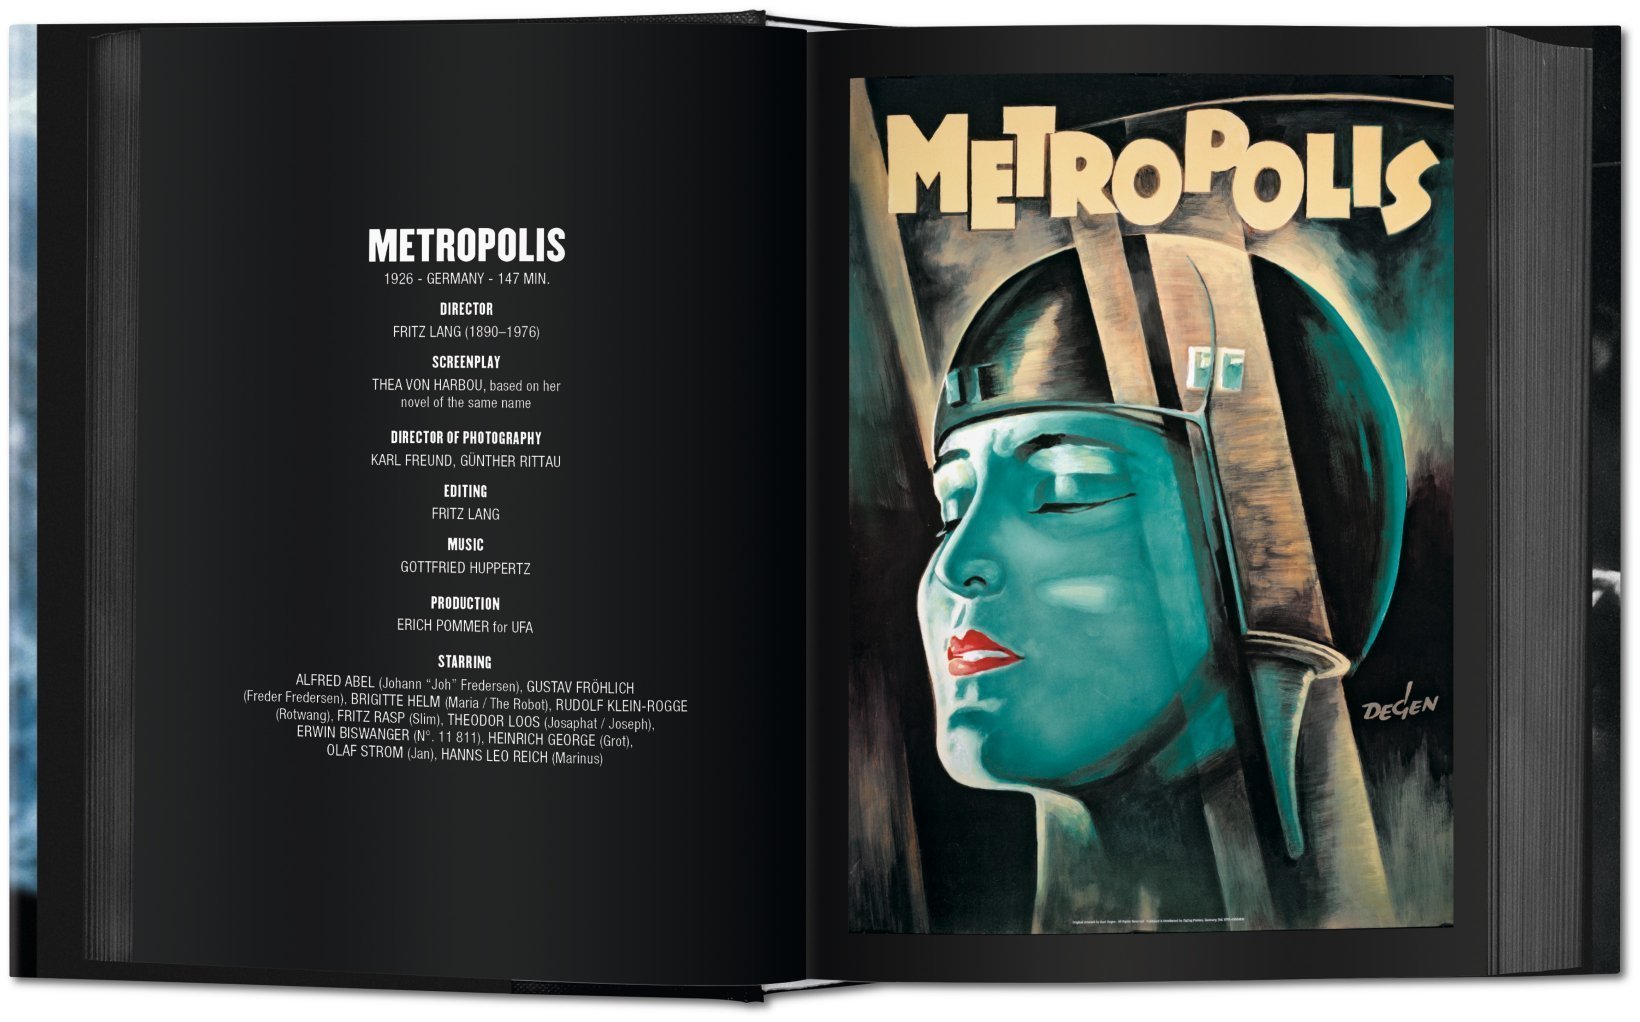 METROPOLIS
1926 - GERMANY - 147 MIN.
DIRECTOR
FRITZ LANG (1890–1976)
SCREENPLAY
THEA VON HARBOU, based on her
novel of the same name
DIRECTOR OF PHOTOGRAPHY
KARL FREUND, GÜNTHER RITTAU
EDITING
FRITZ LANG
MUSIC
GOTTFRIED HUPPERTZ
PRODUCTION
ERICH POMMER for UFA
STARRING
ALFRED ABEL (Johann “Joh” Fredersen), GUSTAV FRÖHLICH
(Freder Fredersen), BRIGITTE HELM (Maria / The Robot), RUDOLF KLEIN-ROGGE
(Rotwang), FRITZ RASP (Slim), THEODOR LOOS (Josaphat / Joseph),
ERWIN BISWANGER (N°. 11 811), HEINRICH GEORGE (Grot),
OLAF STROM (Jan), HANNS LEO REICH (Marinus)
METROPOLIS
DEGEN